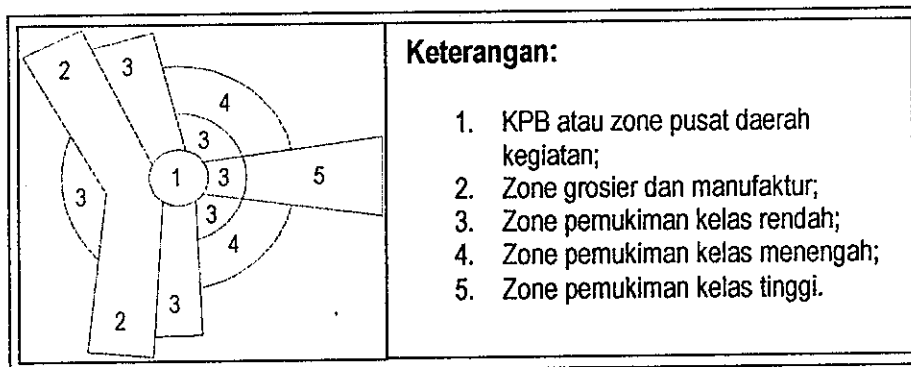 2
3
4
3
1
3
5
3
3
4
2
3
Keterangan:
1. KPB atau zone pusat daerah
kegiatan;
2. Zone grosier dan manufaktur;
3. Zone pemukiman kelas rendah;
4. Zone pemukiman kelas menengah;
5. Zone pemukiman kelas tinggi.